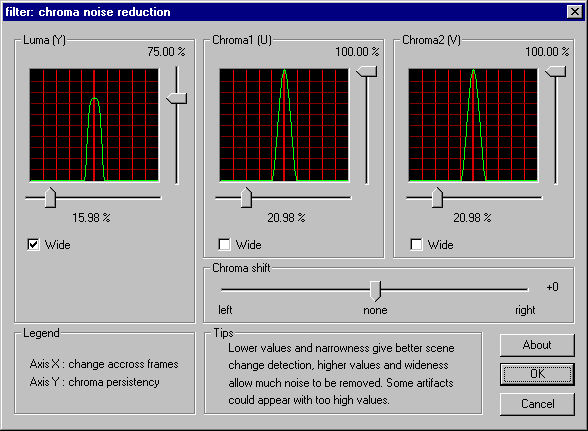 filter: chroma noise reduction
Luma (Y)
75.00 %
15.98 %
Wide
Chroma1 (U)
100.00 %
20.98 %
Wide
Chroma2 (V)
100.00 %
20.98 %
Wide
Chroma shift
+0
left none right
Legend
Axis X : change accross frames
Axis Y : chroma persistency
Tips
Lower values and narrowness give better scene
change detection, higher values and wideness
allow much noise to be removed. Some artifacts
could appear with too high values.
About
OK
Cancel